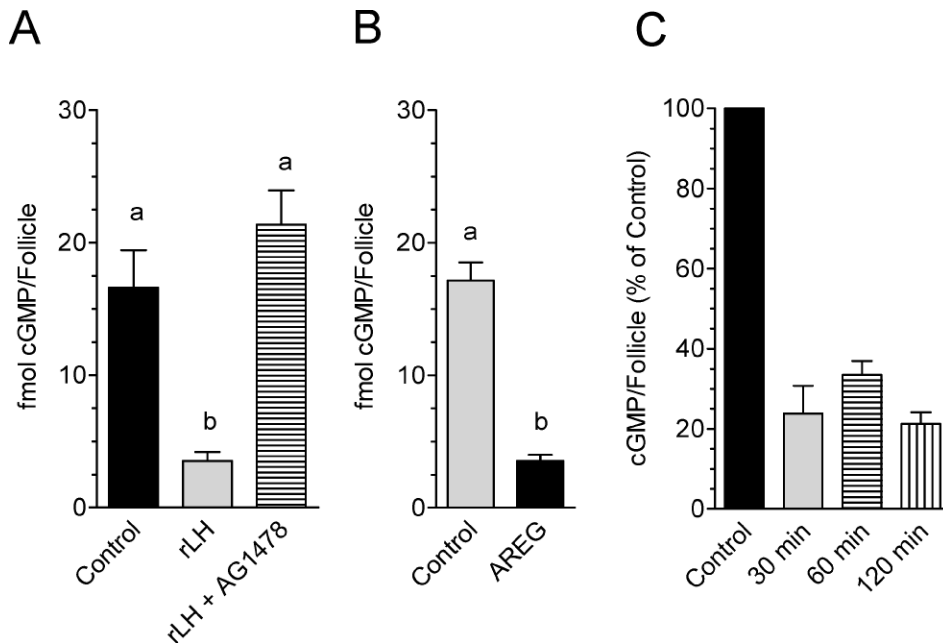 A
B
C
fmol cGMP/Follicle
30
20
10
0
a
b
a
Control
rLH
rLH + AG1478
fmol cGMP/Follicle
30
20
10
0
a
b
Control
AREG
cGMP/Follicle (% of Control)
100
80
60
40
20
0
Control
30 min
60 min
120 min